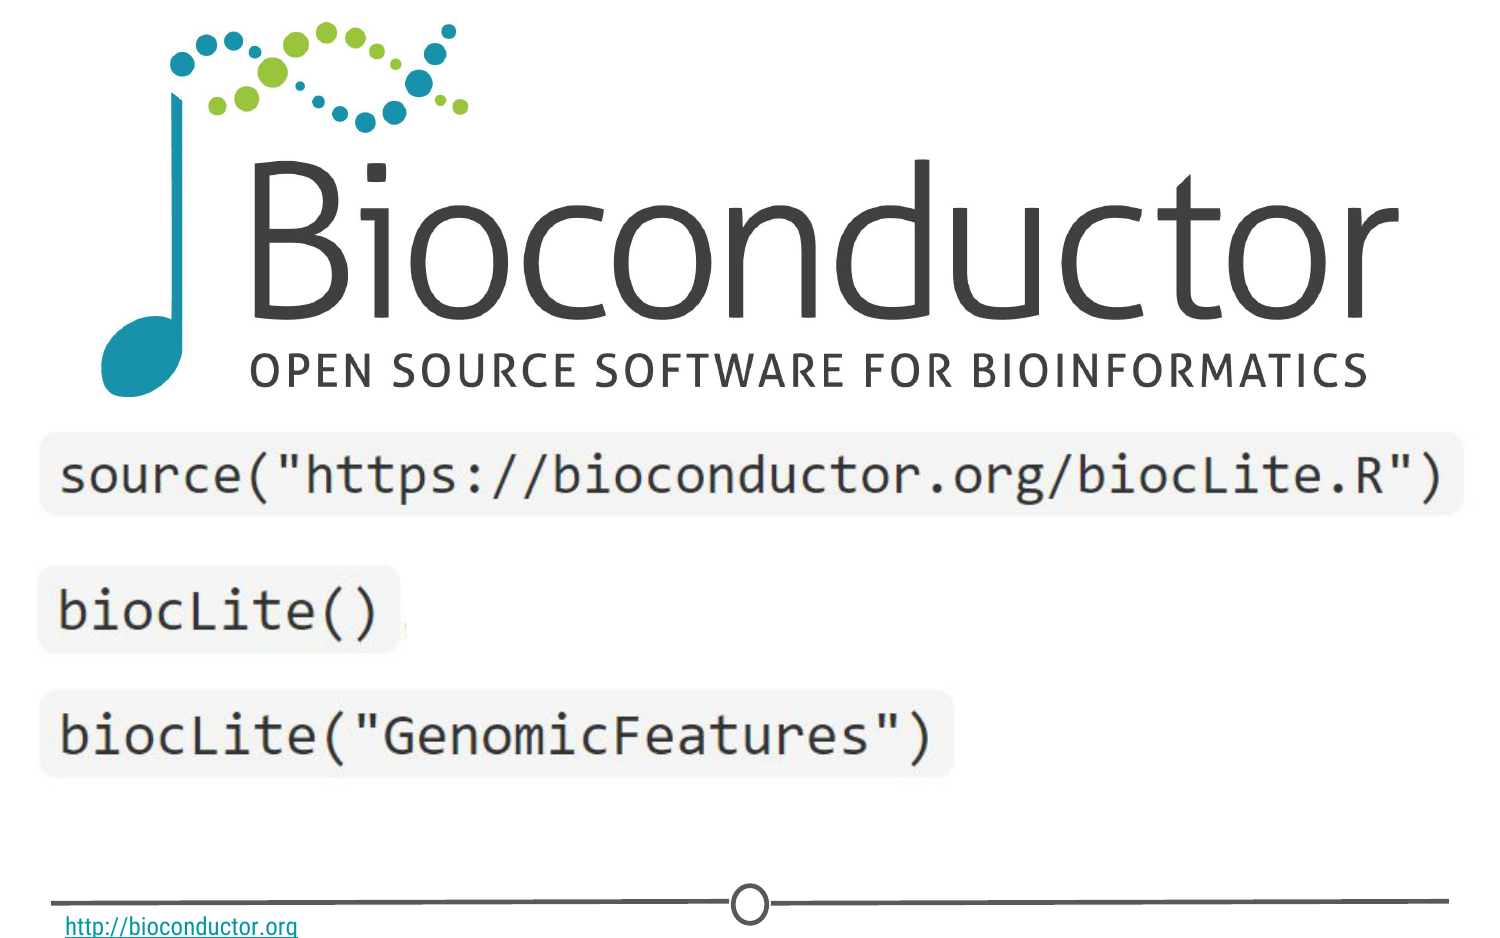 Bioconductor
OPEN SOURCE SOFTWARE FOR BIOINFORMATICS
source("https://bioconductor.org/biocLite.R")
biocLite()
biocLite("GenomicFeatures")
http://bioconductor.org